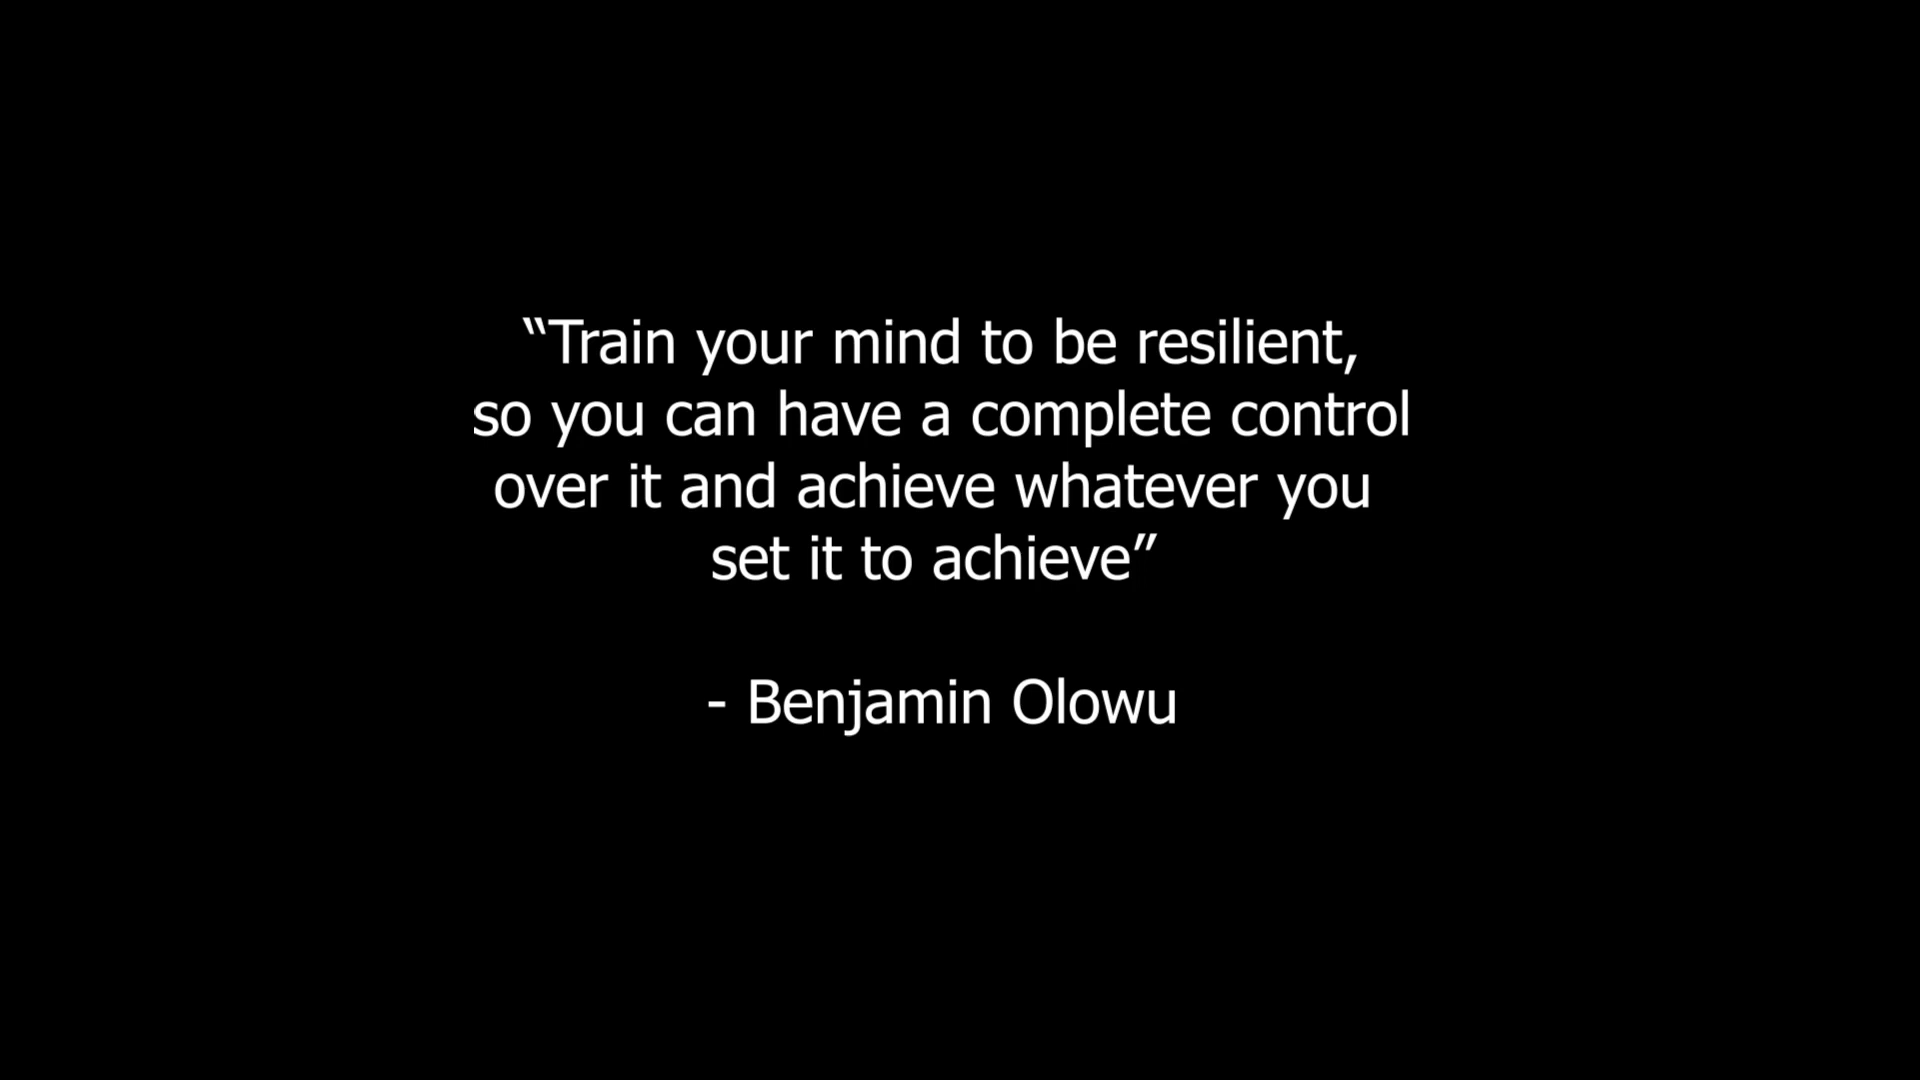 “Train your mind to be resilient,
so you can have a complete control
over it and achieve whatever you
set it to achieve”
- Benjamin Olowu